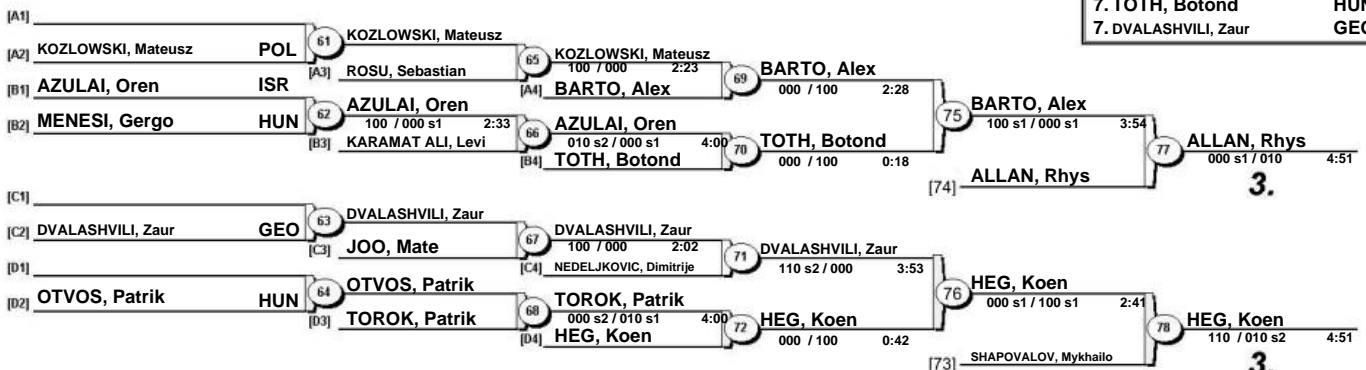 7. TOTH, Botond HUN
7. DVALASHVILI, Zaur GEO
[A1]
[A2] KOZLOWSKI, Mateusz POL
61
KOZLOWSKI, Mateusz
[A3] ROSU, Sebastian
65
KOZLOWSKI, Mateusz
100 / 000 2:23
[A4] BARTO, Alex
69
BARTO, Alex
000 / 100 2:28
[B1] AZULAI, Oren ISR
[B2] MENESI, Gergo HUN
62
AZULAI, Oren
100 / 000 s1 2:33
[B3] KARAMAT ALI, Levi
66
AZULAI, Oren
010 s2 / 000 s1 4:00
[B4] TOTH, Botond
70
TOTH, Botond
000 / 100 0:18
75
BARTO, Alex
100 s1 / 000 s1 3:54
[74] ALLAN, Rhys
77
ALLAN, Rhys
000 s1 / 010 4:51
3.
[C1]
[C2] DVALASHVILI, Zaur GEO
63
DVALASHVILI, Zaur
[C3] JOO, Mate
67
DVALASHVILI, Zaur
100 / 000 2:02
[C4] NEDELJKOVIC, Dimitrije
71
DVALASHVILI, Zaur
110 s2 / 000 3:53
[D1]
[D2] OTVOS, Patrik HUN
64
OTVOS, Patrik
[D3] TOROK, Patrik
68
TOROK, Patrik
000 s2 / 010 s1 4:00
[D4] HEG, Koen
72
HEG, Koen
000 / 100 0:42
76
HEG, Koen
000 s1 / 100 s1 2:41
[73] SHAPOVALOV, Mykhailo
78
HEG, Koen
110 / 010 s2 4:51
3.